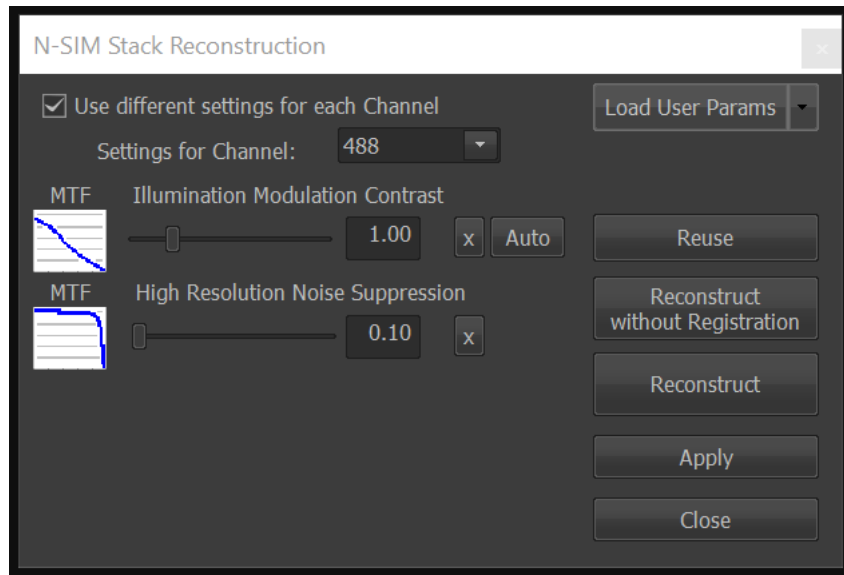 N-SIM Stack Reconstruction
x
Use different settings for each Channel
Load User Params
Settings for Channel:
488
MTF
Illumination Modulation Contrast
1.00
x
Auto
Reuse
MTF
High Resolution Noise Suppression
0.10
x
Reconstruct
without Registration
Reconstruct
Apply
Close